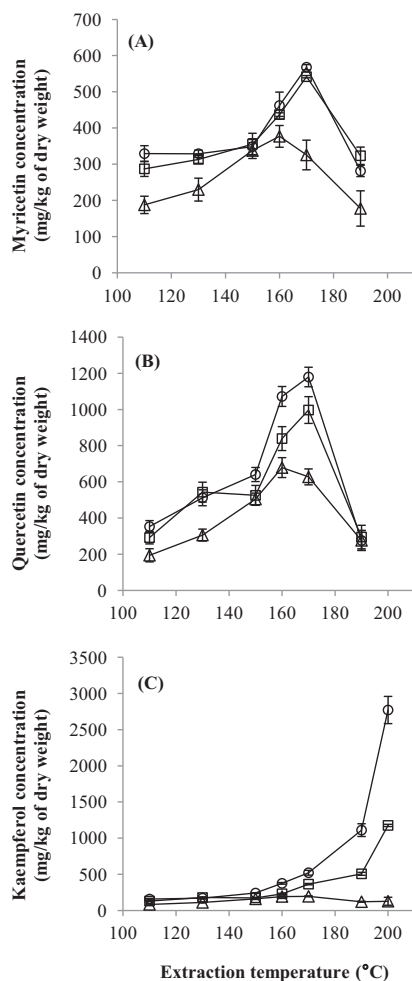 (A)
Myricetin concentration
(mg/kg of dry weight)
700
600
500
400
300
200
100
0
100 120 140 160 180 200
(B)
Quercetin concentration
(mg/kg of dry weight)
1400
1200
1000
800
600
400
200
0
100 120 140 160 180 200
(C)
Kaempferol concentration
(mg/kg of dry weight)
3500
3000
2500
2000
1500
1000
500
0
100 120 140 160 180 200
Extraction temperature (°C)